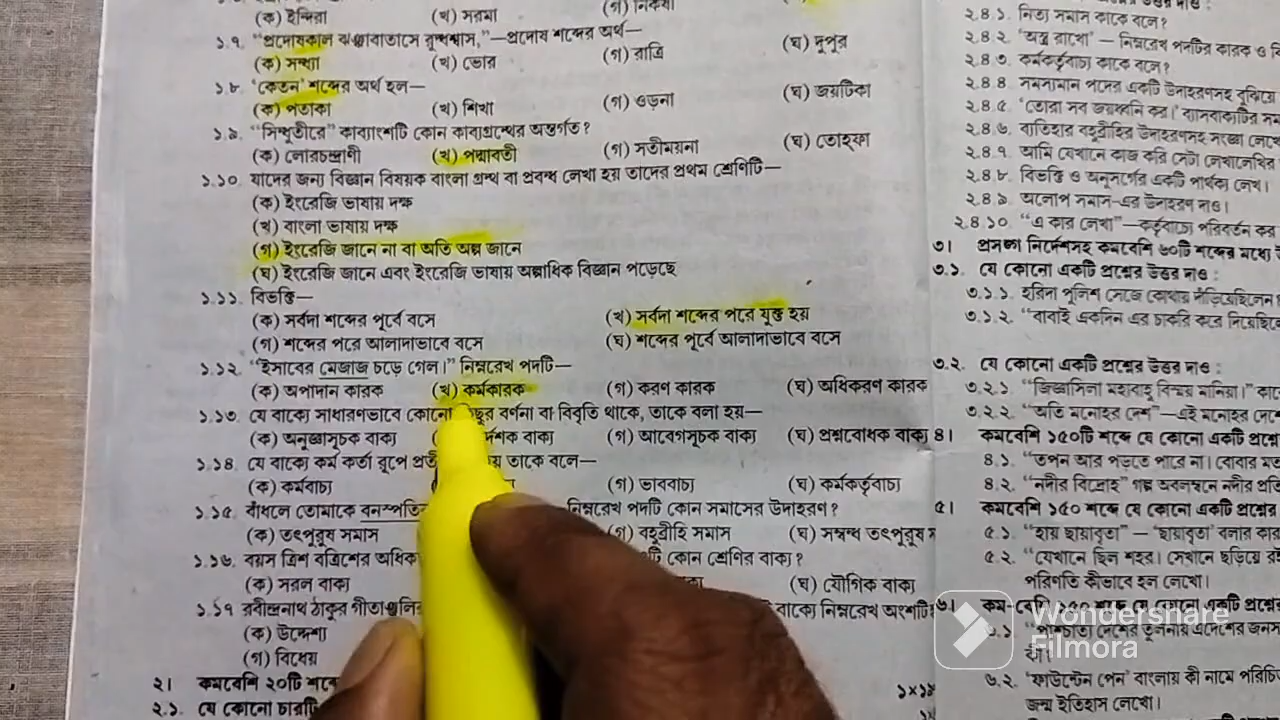 (ক) ইন্দিরা (খ) সরমা (গ) নিকষা
১.৭ “প্রদোষকাল ঝঞ্ঝাবাতাসে রুদ্ধশ্বাস,”—প্রদোষ শব্দের অর্থ—
(ক) সন্ধ্যা (খ) ভোর (গ) রাত্রি (ঘ) দুপুর
১.৮ ‘কেতন’ শব্দের অর্থ হল—
(ক) পতাকা (খ) শিখা (গ) ওড়না (ঘ) জয়টিকা
১.৯ “সিন্ধুতীরে” কাব্যাংশটি কোন কাব্যগ্রন্থের অন্তর্গত?
(ক) লোরচন্দ্রাণী (খ) পদ্মাবতী (গ) সতীময়না (ঘ) তোহ্ফা
১.১০. যাদের জন্য বিজ্ঞান বিষয়ক বাংলা গ্রন্থ বা প্রবন্ধ লেখা হয় তাদের প্রথম শ্রেণিটি—
(ক) ইংরেজি ভাষায় দক্ষ
(খ) বাংলা ভাষায় দক্ষ
(গ) ইংরেজি জানে না বা অতি অল্প জানে
(ঘ) ইংরেজি জানে এবং ইংরেজি ভাষায় অল্পাধিক বিজ্ঞান পড়েছে
১.১১. বিভক্তি—
(ক) সর্বদা শব্দের পূর্বে বসে (খ) সর্বদা শব্দের পরে যুক্ত হয়
(গ) শব্দের পরে আলাদাভাবে বসে (ঘ) শব্দের পূর্বে আলাদাভাবে বসে
১.১২. “ইসাবের মেজাজ চড়ে গেল।” নিম্নরেখ পদটি—
(ক) অপাদান কারক (খ) কর্মকারক (গ) করণ কারক (ঘ) অধিকরণ কারক
১.১৩. যে বাক্যে সাধারণভাবে কোনো বর্ণনা বা বিবৃতি থাকে, তাকে বলা হয়—
(ক) অনুজ্ঞাসূচক বাক্য বাক্য (গ) আবেগসূচক বাক্য (ঘ) প্রশ্নবোধক বাক্য
১.১৪. যে বাক্যে কর্ম কর্তা রূপে তাকে বলে—
(ক) কর্মবাচ্য (গ) ভাববাচ্য (ঘ) কর্মকর্তৃবাচ্য
১.১৫. বাঁধলে তোমাকে নিম্নরেখ পদটি কোন সমাসের উদাহরণ?
(ক) তৎপুরুষ সমাস (গ) বহুব্রীহি সমাস (ঘ) সম্বন্ধ তৎপুরুষ
১.১৬. বয়স ত্রিশ বত্রিশের অধিক কোন শ্রেণির বাক্য?
(ক) সরল বাক্য (ঘ) যৌগিক বাক্য
১.১৭ রবীন্দ্রনাথ ঠাকুর বাক্যে নিম্নরেখ অংশটি
(ক) উদ্দেশ্য
(গ) বিধেয়
২। কমবেশি ২০টি
২.১. যে কোনো চারটি
২.৪.১. নিত্য সমাস কাকে বলে?
২.৪.২. ‘অস্ত্র রাখো’ — নিম্নরেখ পদটির কারক ও
২.৪.৩. কর্মকর্তৃবাচ্য কাকে বলে?
২.৪.৪ সমসমান পদের একটি উদাহরণসহ বুঝিয়ে
২.৪.৫. ‘তোরা সব জয়ধ্বনি কর।’ ব্যাসবাক্যটির
২.৪.৬. ব্যতিহার বহুব্রীহির উদাহরণসহ সংজ্ঞা
২.৪.৭. আমি যেখানে কাজ করি সেটা লেখালেখির
২.৪.৮. বিভক্তি ও অনুসর্গের একটি পার্থক্য লেখ।
২.৪.৯. অলোপ সমাস-এর উদাহরণ দাও।
২.৪.১০. “এ কার লেখা”—কর্তৃবাচ্যে পরিবর্তন কর
৩। প্রসঙ্গ নির্দেশসহ কমবেশি ৬০টি শব্দের মধ্যে
৩.১. যে কোনো একটি প্রশ্নের উত্তর দাও :
৩.১.১. হরিদা পুলিশ সেজে কোথায় দাঁড়িয়েছিলেন
৩.১.২. “বাবাই একদিন এর চাকরি করে দিয়েছি
৩.২. যে কোনো একটি প্রশ্নের উত্তর দাও :
৩.২.১. “জিজ্ঞাসিলা মহাবাহু বিস্ময় মানিয়া।”
৩.২.২. “অতি মনোহর দেশ”—এই মনোহর
৪। কমবেশি ১৫০টি শব্দে যে কোনো একটি
৪.১. “তপন আর পড়তে পারে না। বোবার
৪.২. “নদীর বিদ্রোহ” গল্প অবলম্বনে নদীর প্রতি
৫। কমবেশি ১৫০ শব্দে যে কোনো একটি প্রশ্নের
৫.১. “হায় ছায়াবৃতা” — ‘ছায়াবৃতা’ বলার
৫.২. “যেখানে ছিল শহর। সেখানে ছড়িয়ে
পরিণতি কীভাবে হল লেখো।
৬। কম-বেশি ১৫০ শব্দে যে কোনো একটি প্রশ্নের
“পাশ্চাত্য দেশের তুলনায় এদেশের জনস
৬.২. ‘ফাউন্টেন পেন’ বাংলায় কী নামে
জন্ম ইতিহাস লেখো।
Wondershare
Filmora